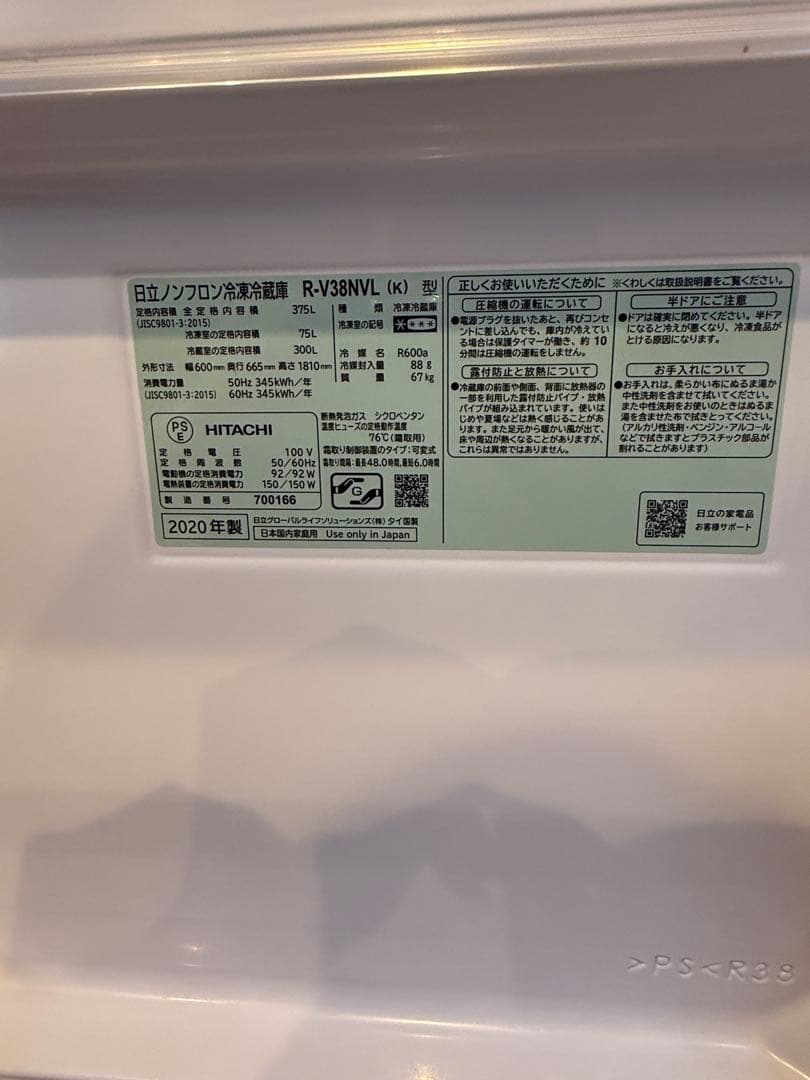 日立ノンフロン冷凍冷蔵庫 R-V38NVL (K) 型
定格内容積 全定格内容積 375L
(JISC9801-3:2015)
冷凍室の定格内容積 75L
冷蔵室の定格内容積 300L
外形寸法 幅600mm 奥行665mm 高さ1810mm
消費電力量 50Hz 345kWh/年
(JISC9801-3:2015) 60Hz 345kWh/年
種類 冷凍冷蔵庫
冷凍室の記号 ****
冷媒名 R600a
冷媒封入量 88g
質量 67kg
PS
E
HITACHI
定格電圧 100V
定格周波数 50/60Hz
電動機の定格消費電力 92/92W
電熱装置の定格消費電力 150/150W
製造番号 700166
断熱発泡ガス シクロペンタン
温度ヒューズの定格動作温度
76℃(霜取用)
霜取り制御装置のタイプ:可変式
霜取り間隔:最長48.0時間,最短6.0時間
G
2020年製
日立グローバルライフソリューションズ(株) タイ国製
日本国内家庭用 Use only in Japan
正しくお使いいただくために ※くわしくは取扱説明書をご覧ください。
圧縮機の運転について
●電源プラグを抜いたあと、再びコンセ
ントに差し込んでも、庫内が冷えてい
る場合は保護タイマーが働き、約10
分間は圧縮機の運転をしません。
露付防止と放熱について
●冷蔵庫の前面や側面、背面に放熱器の
一部を利用した露付防止パイプ・放熱
パイプが組み込まれています。使いは
じめや夏場などは熱く感じることがあ
ります。また足元から暖かい風が出て、
床や周辺が熱くなることがありますが、
これらは異常ではありません。
半ドアにご注意
●ドアは確実に閉めてください。半ドア
になると冷えが悪くなり、冷凍食品が
とける原因になります。
お手入れについて
●お手入れは、柔らかい布にぬるま湯か
中性洗剤を含ませて拭いてください。
また中性洗剤をお使いのときはぬるま
湯を含ませた布で拭きとってください。
(アルカリ性洗剤・ベンジン・アルコール
などで拭きますとプラスチック部品が
割れることがあります)
日立の家電品
お客様サポート
>PS<R38